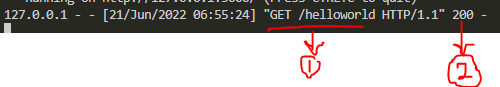 127.0.0.1 - - [21/Jun/2022 06:55:24] "GET /helloworld HTTP/1.1" 200 -
1 2